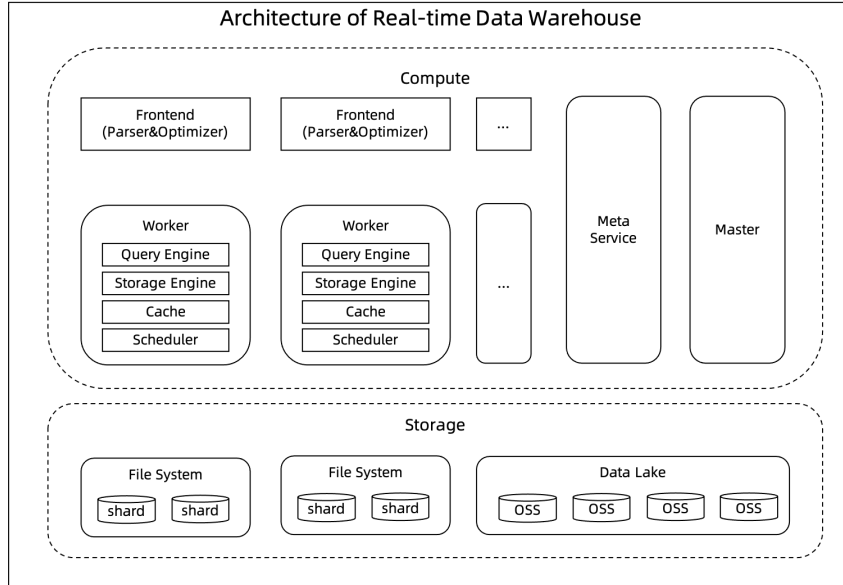 Architecture of Real-time Data Warehouse
Compute
Frontend
(Parser&Optimizer)
Frontend
(Parser&Optimizer)
...
Worker
Query Engine
Storage Engine
Cache
Scheduler
Worker
Query Engine
Storage Engine
Cache
Scheduler
...
Meta
Service
Master
Storage
File System
shard shard
File System
shard shard
Data Lake
OSS OSS OSS OSS